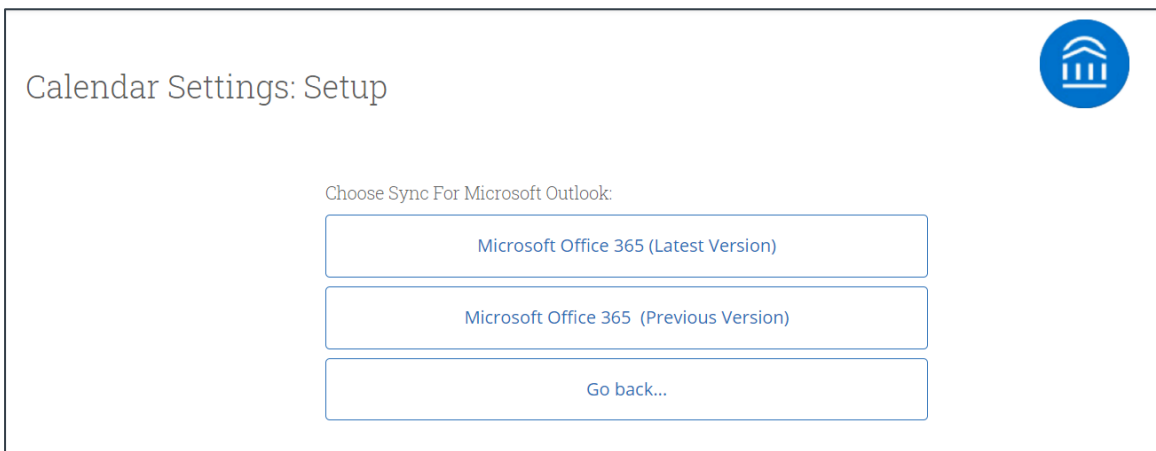 Calendar Settings: Setup
Choose Sync For Microsoft Outlook:
Microsoft Office 365 (Latest Version)
Microsoft Office 365  (Previous Version)
Go back...